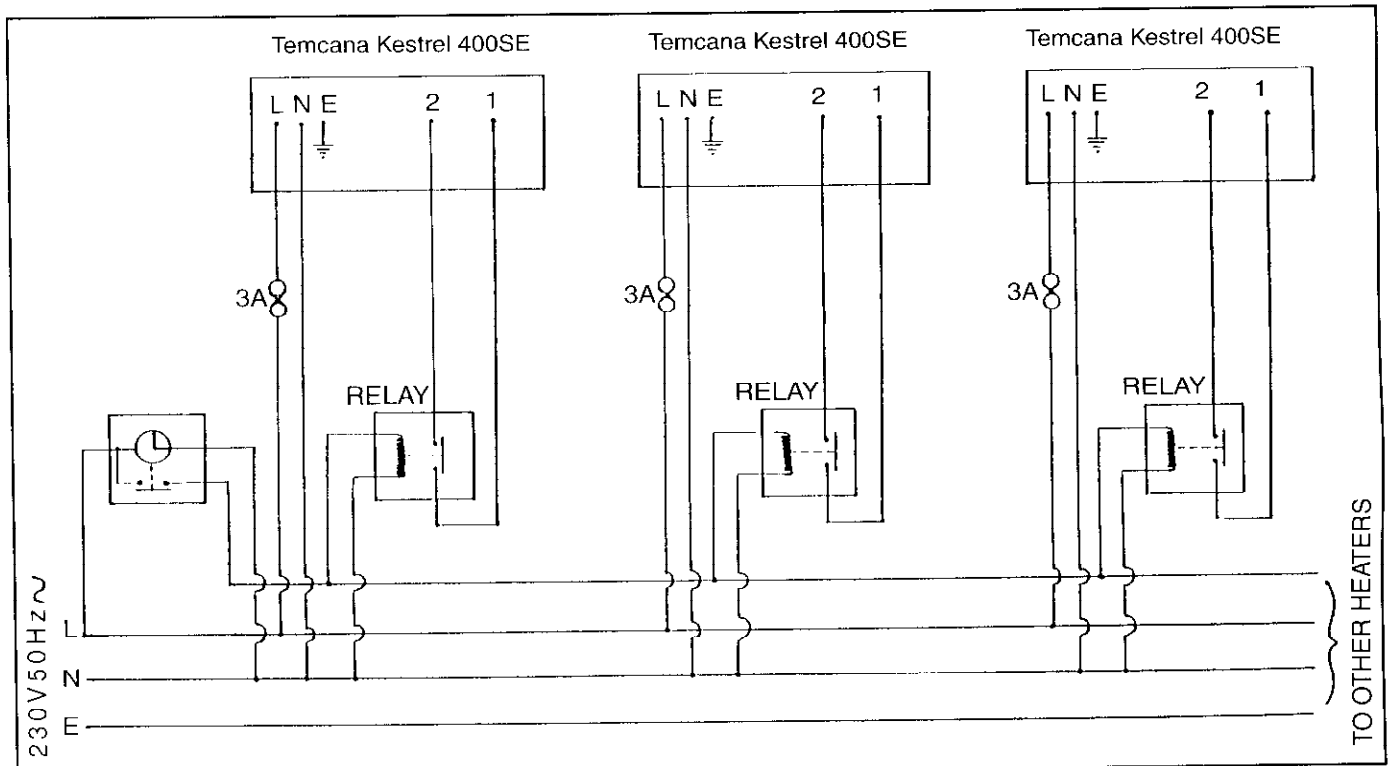 Temcana Kestrel 400SE
Temcana Kestrel 400SE
Temcana Kestrel 400SE
L N E 2 1
L N E 2 1
L N E 2 1
3A
3A
3A
RELAY
RELAY
RELAY
230V50Hz~
L
N
E
TO OTHER HEATERS